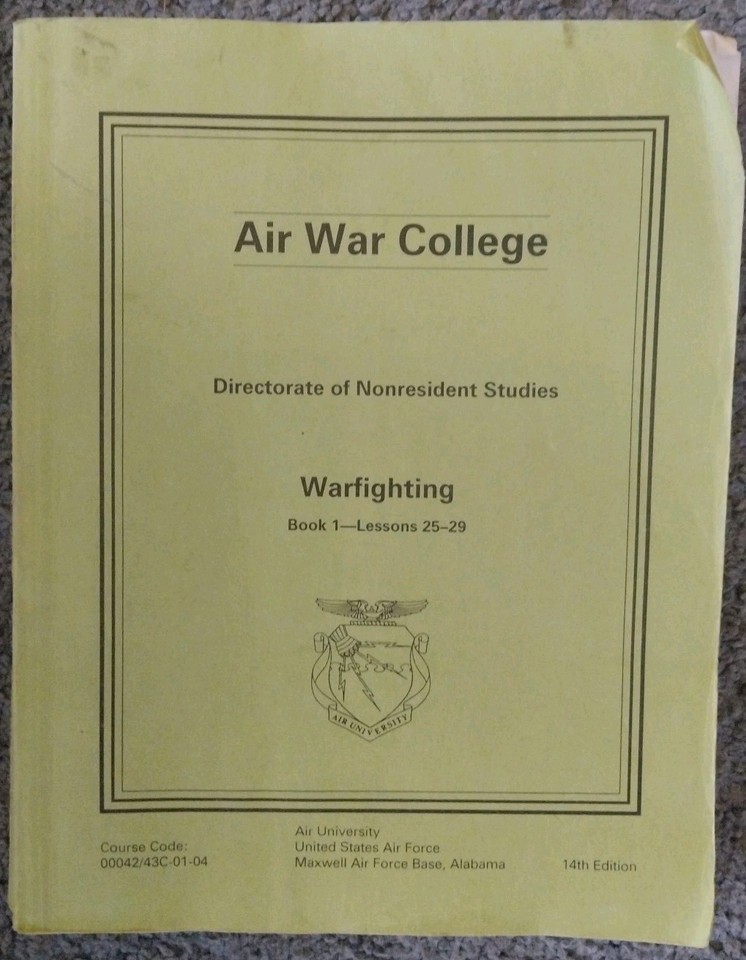 Air War College
Directorate of Nonresident Studies
Warfighting
Book 1—Lessons 25–29
AIR UNIVERSITY
Course Code:
00042/43C-01-04
Air University
United States Air Force
Maxwell Air Force Base, Alabama
14th Edition